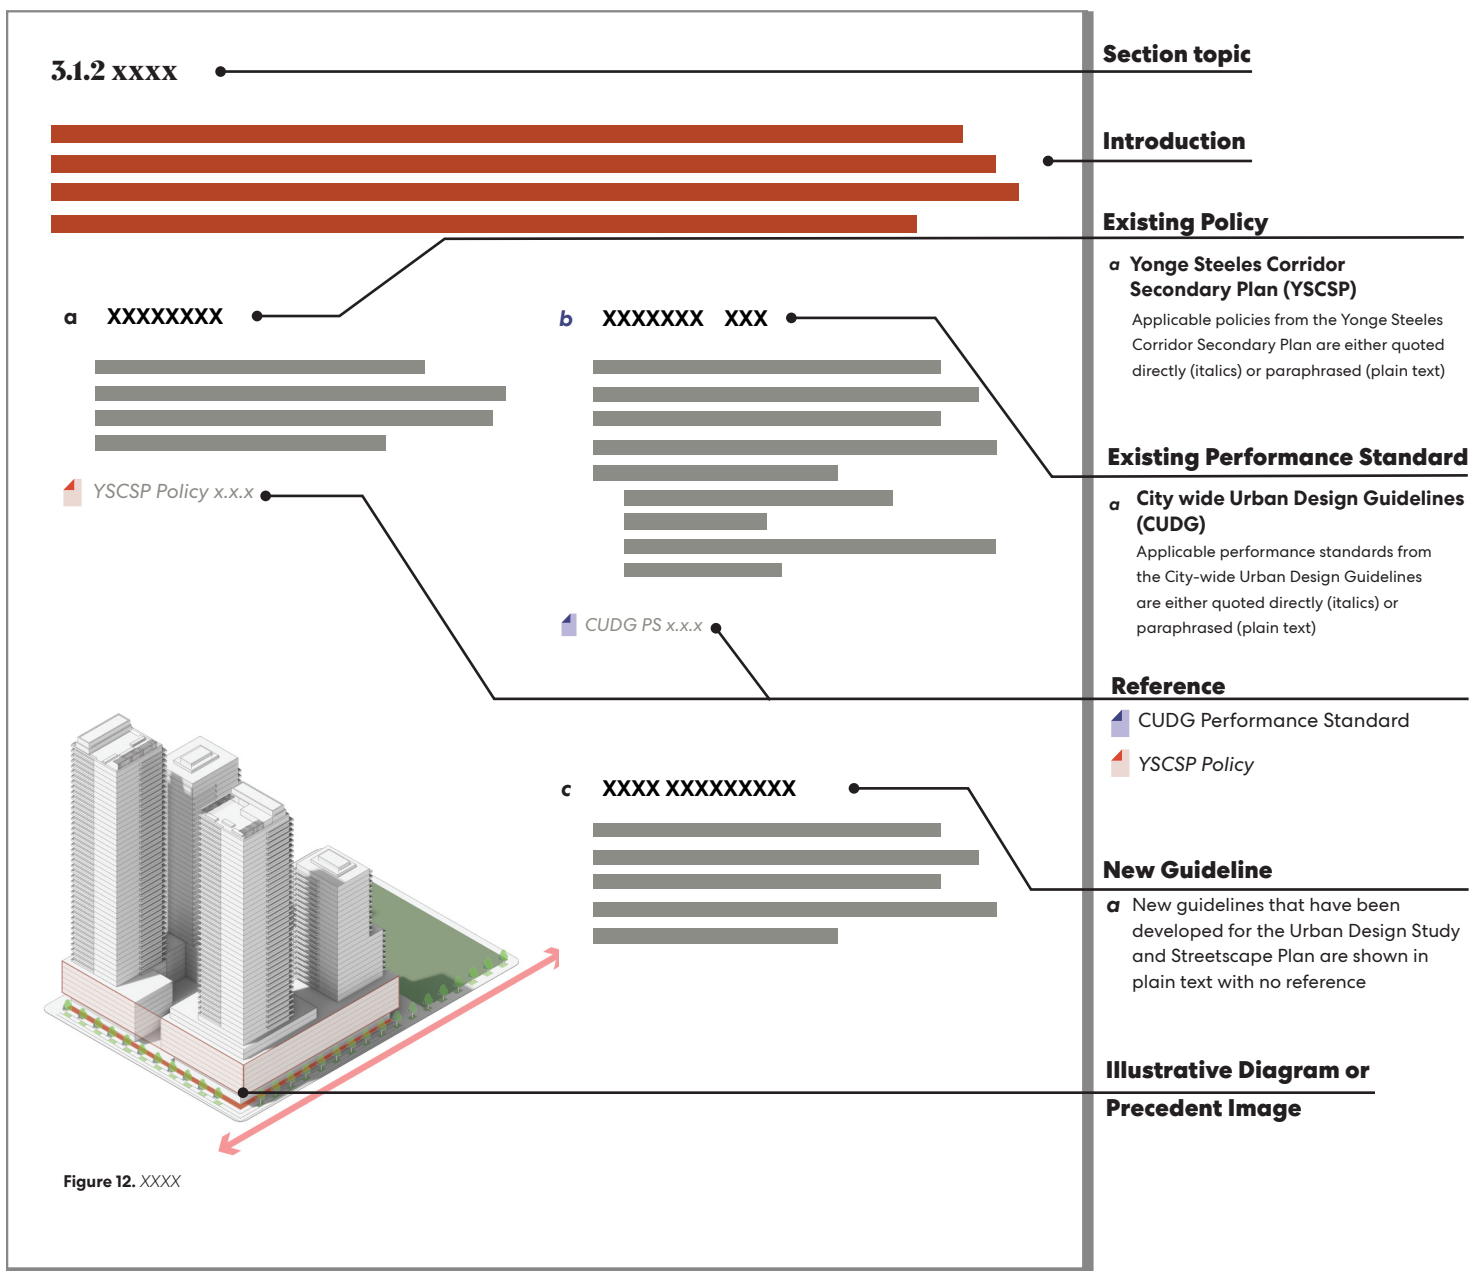 3.1.2 xxxx
a XXXXXXXX
YSCSP Policy x.x.x
b XXXXXXX XXX
CUDG PS x.x.x
c XXXX XXXXXXXXX
Figure 12. XXXX
Section topic
Introduction
Existing Policy
a Yonge Steeles Corridor
Secondary Plan (YSCSP)
Applicable policies from the Yonge Steeles
Corridor Secondary Plan are either quoted
directly (italics) or paraphrased (plain text)
Existing Performance Standard
a City wide Urban Design Guidelines
(CUDG)
Applicable performance standards from
the City-wide Urban Design Guidelines
are either quoted directly (italics) or
paraphrased (plain text)
Reference
CUDG Performance Standard
YSCSP Policy
New Guideline
a New guidelines that have been
developed for the Urban Design Study
and Streetscape Plan are shown in
plain text with no reference
Illustrative Diagram or
Precedent Image